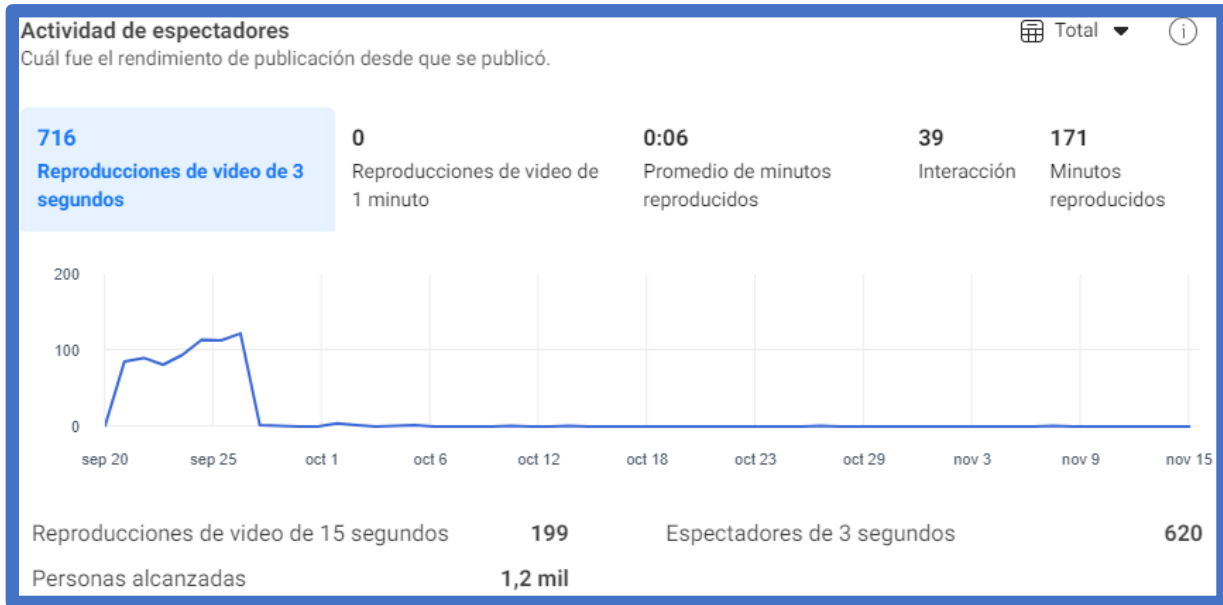 Actividad de espectadores
Total
Cuál fue el rendimiento de publicación desde que se publicó.
716
0
0:06
39
171
Reproducciones de video de 3
Reproducciones de video de
Promedio de minutos
Interacción
Minutos
segundos
1 minuto
reproducidos
reproducidos
200
100
0
sep 20
sep 25
oct 1
oct 6
oct 12
oct 18
oct 23
oct 29
nov 3
nov 9
nov 15
Reproducciones de video de 15 segundos 199
Espectadores de 3 segundos 620
Personas alcanzadas 1,2 mil